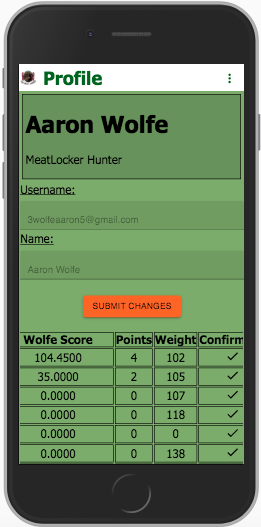 Profile
Aaron Wolfe
MeatLocker Hunter
Username:
3wolfeaaron5@gmail.com
Name:
Aaron Wolfe
SUBMIT CHANGES
Wolfe Score Points Weight Confirm
104.4500 4 102
35.0000 2 105
0.0000 0 107
0.0000 0 118
0.0000 0 0
0.0000 0 138